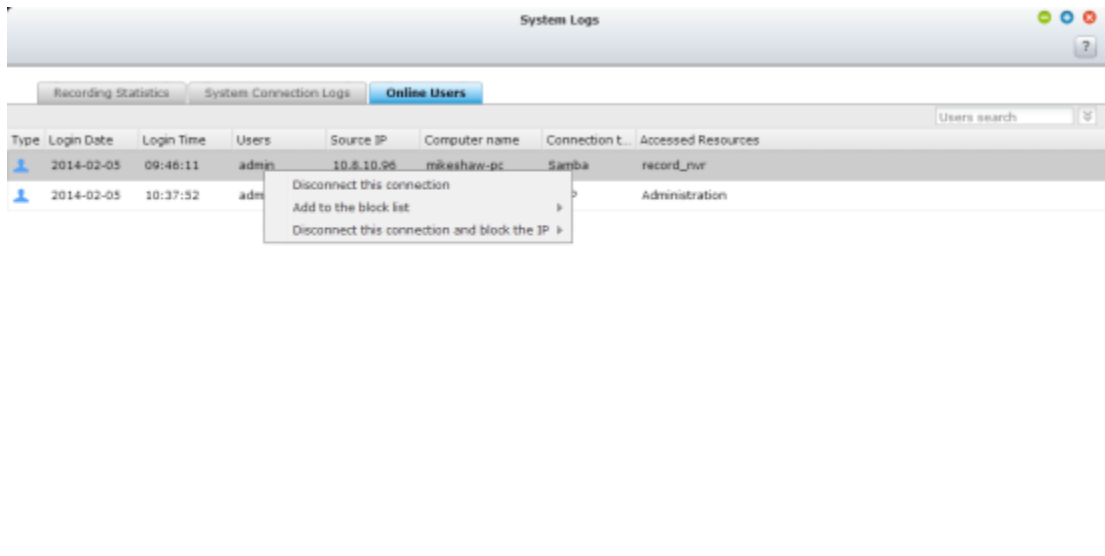 System Logs
?
Recording Statistics System Connection Logs Online Users
Users search
Type Login Date Login Time Users Source IP Computer name Connection t... Accessed Resources
2014-02-05 09:46:11 admin 10.8.10.96 mikeshaw-pc Samba record_nvr
2014-02-05 10:37:52 adm P Administration
Disconnect this connection
Add to the block list
Disconnect this connection and block the IP